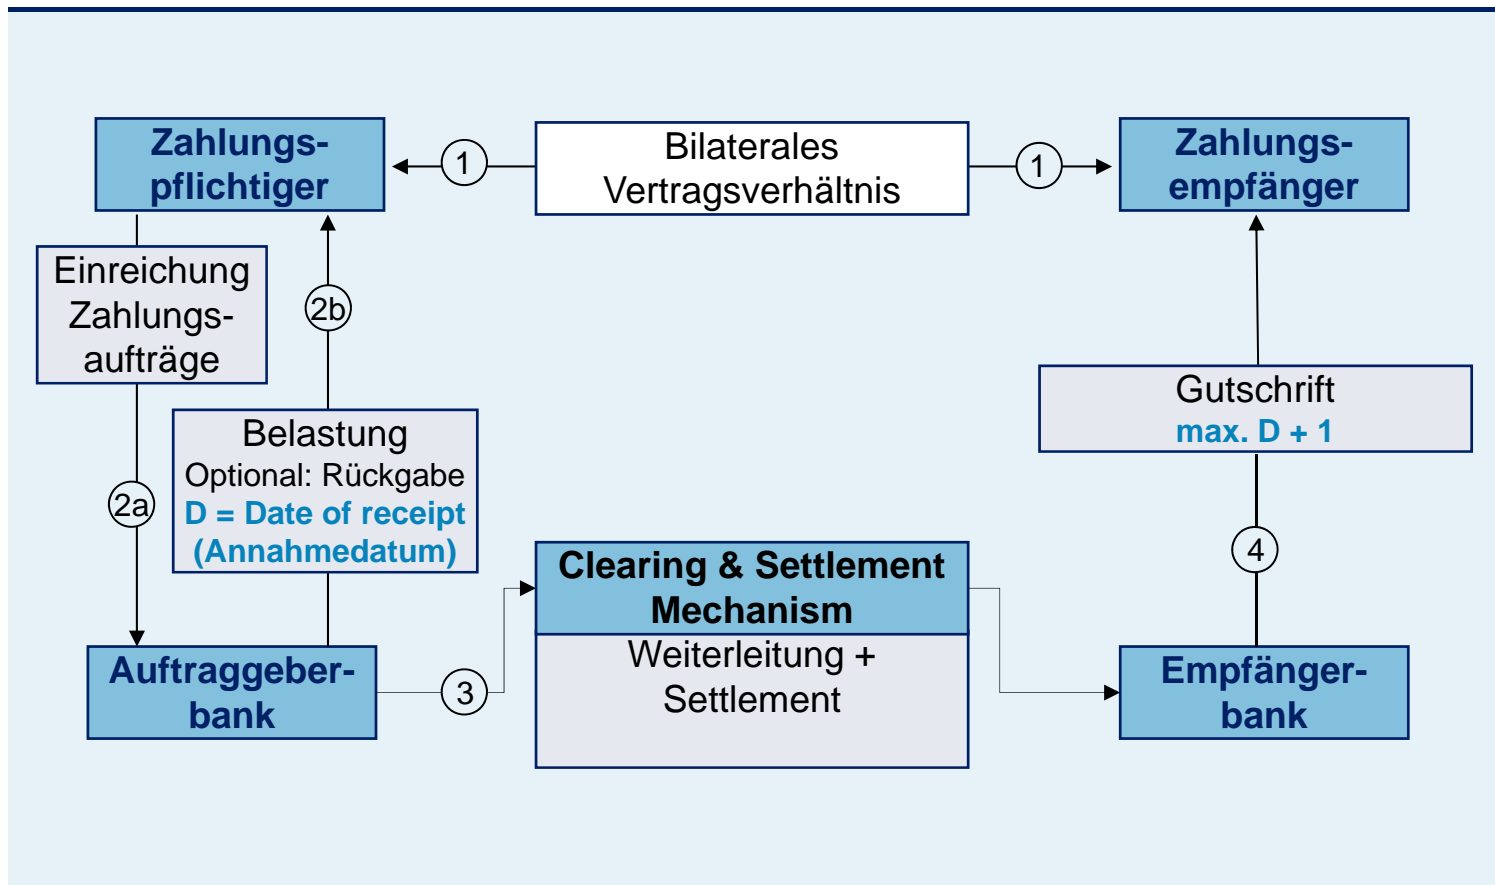 Zahlungs-
pflichtiger
1
Bilaterales
Vertragsverhältnis
1
Zahlungs-
empfänger
Einreichung
Zahlungs-
aufträge
2b
2a
Belastung
Optional: Rückgabe
D = Date of receipt
(Annahmedatum)
Gutschrift
max. D + 1
4
Clearing & Settlement
Mechanism
Weiterleitung +
Settlement
Auftraggeber-
bank
3
Empfänger-
bank